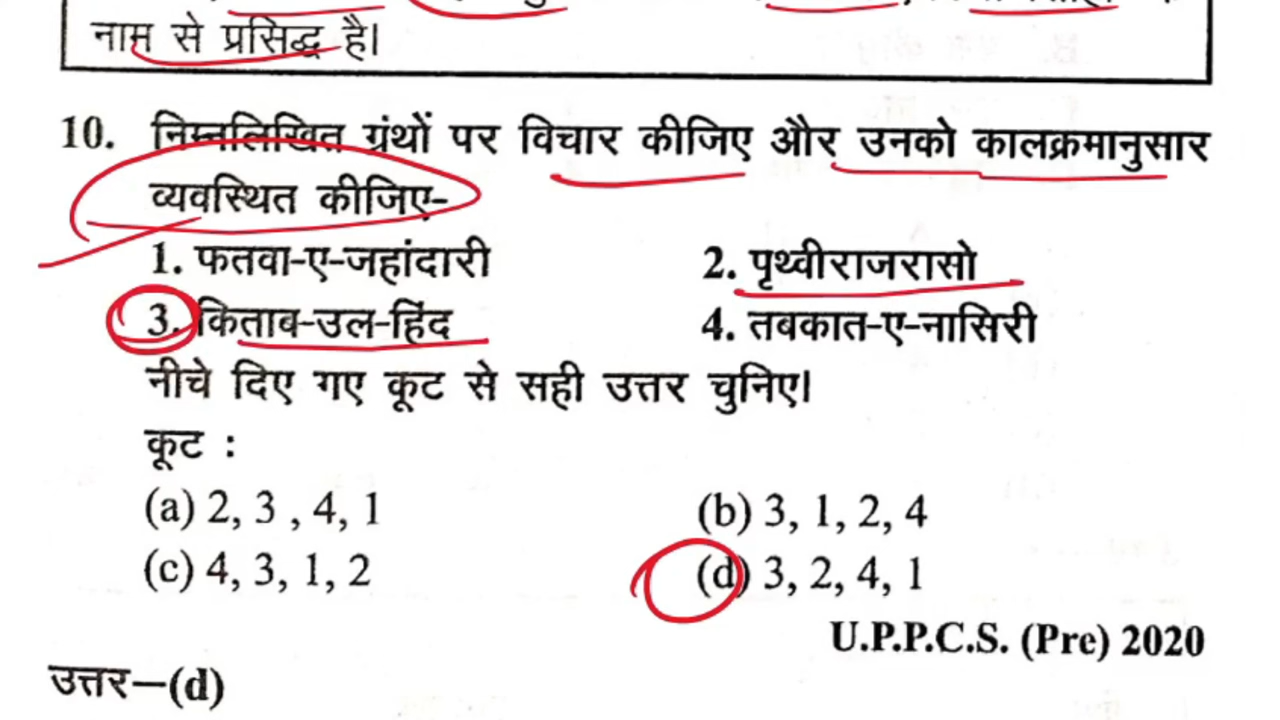 नाम से प्रसिद्ध है।
10. निम्नलिखित ग्रंथों पर विचार कीजिए और उनको कालक्रमानुसार
व्यवस्थित कीजिए-
1. फतवा-ए-जहांदारी 2. पृथ्वीराजरासो
3. किताब-उल-हिंद 4. तबकात-ए-नासिरी
नीचे दिए गए कूट से सही उत्तर चुनिए।
कूट :
(a) 2, 3 , 4, 1 (b) 3, 1, 2, 4
(c) 4, 3, 1, 2 (d) 3, 2, 4, 1
U.P.P.C.S. (Pre) 2020
उत्तर—(d)